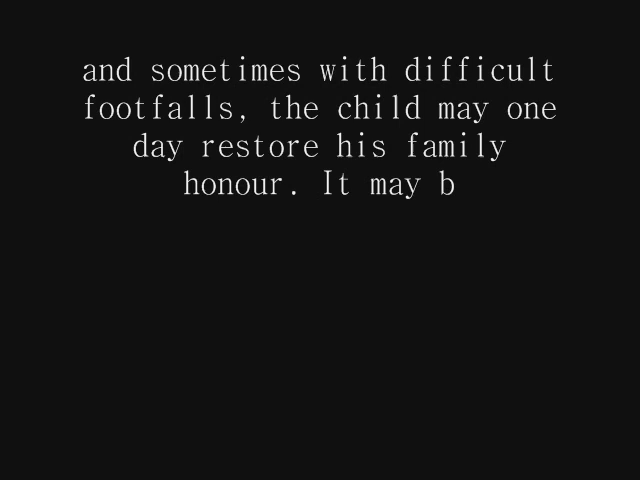 and sometimes with difficult
footfalls, the child may one
day restore his family
honour. It may b